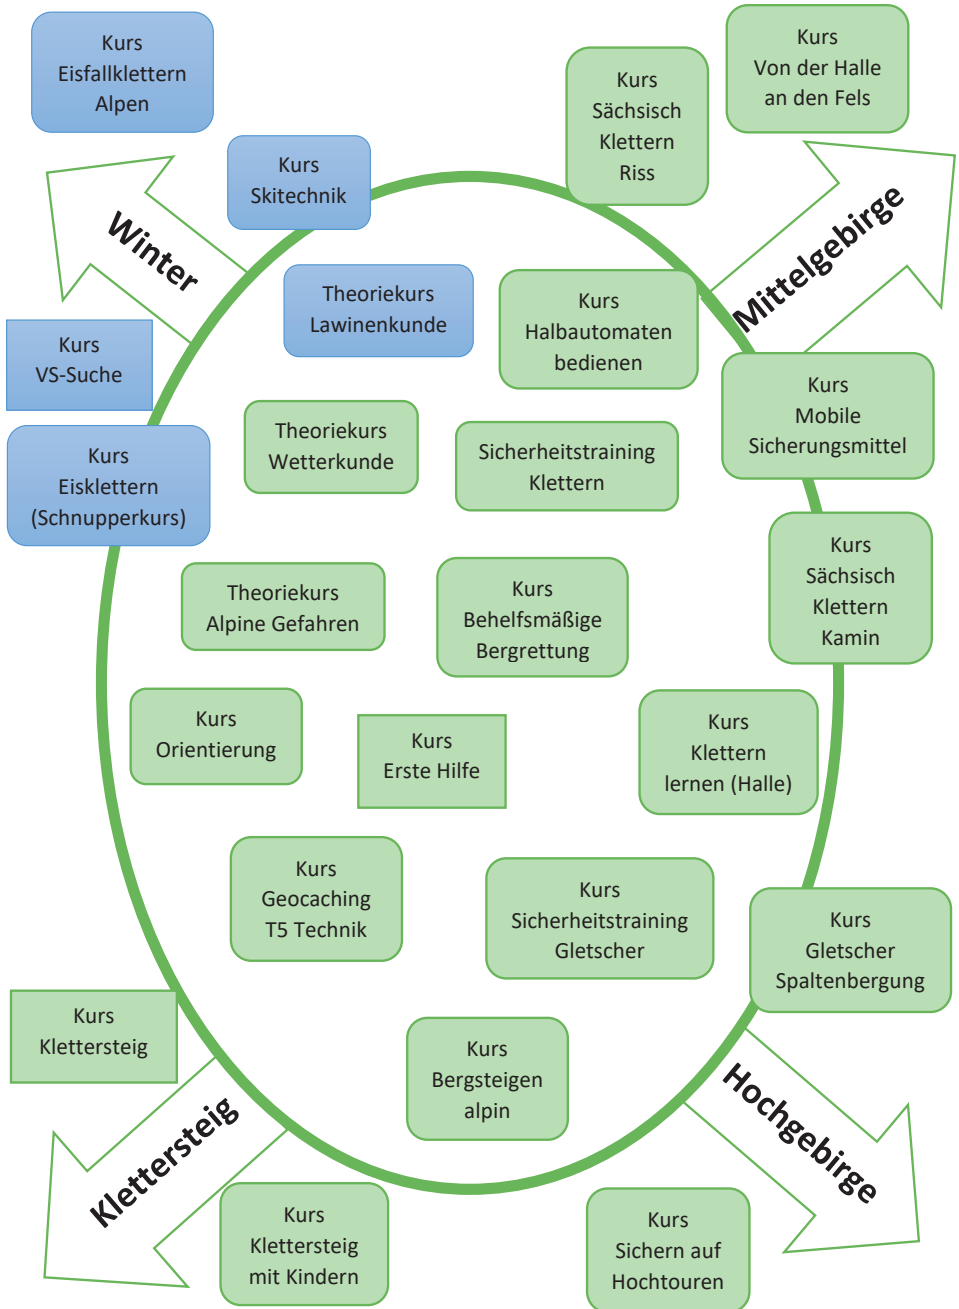 Kurs
Eisfallklettern
Alpen
Kurs
Von der Halle
an den Fels
Kurs
Sächsisch
Klettern
Riss
Kurs
Skitechnik
Winter
Mittelgebirge
Theoriekurs
Lawinenkunde
Kurs
Halbautomaten
bedienen
Kurs
VS-Suche
Kurs
Mobile
Sicherungsmittel
Theoriekurs
Wetterkunde
Sicherheitstraining
Klettern
Kurs
Eisklettern
(Schnupperkurs)
Kurs
Sächsisch
Klettern
Kamin
Theoriekurs
Alpine Gefahren
Kurs
Behelfsmäßige
Bergrettung
Kurs
Orientierung
Kurs
Erste Hilfe
Kurs
Klettern
lernen (Halle)
Kurs
Geocaching
T5 Technik
Kurs
Sicherheitstraining
Gletscher
Kurs
Gletscher
Spaltenbergung
Kurs
Klettersteig
Kurs
Bergsteigen
alpin
Klettersteig
Hochgebirge
Kurs
Klettersteig
mit Kindern
Kurs
Sichern auf
Hochtouren